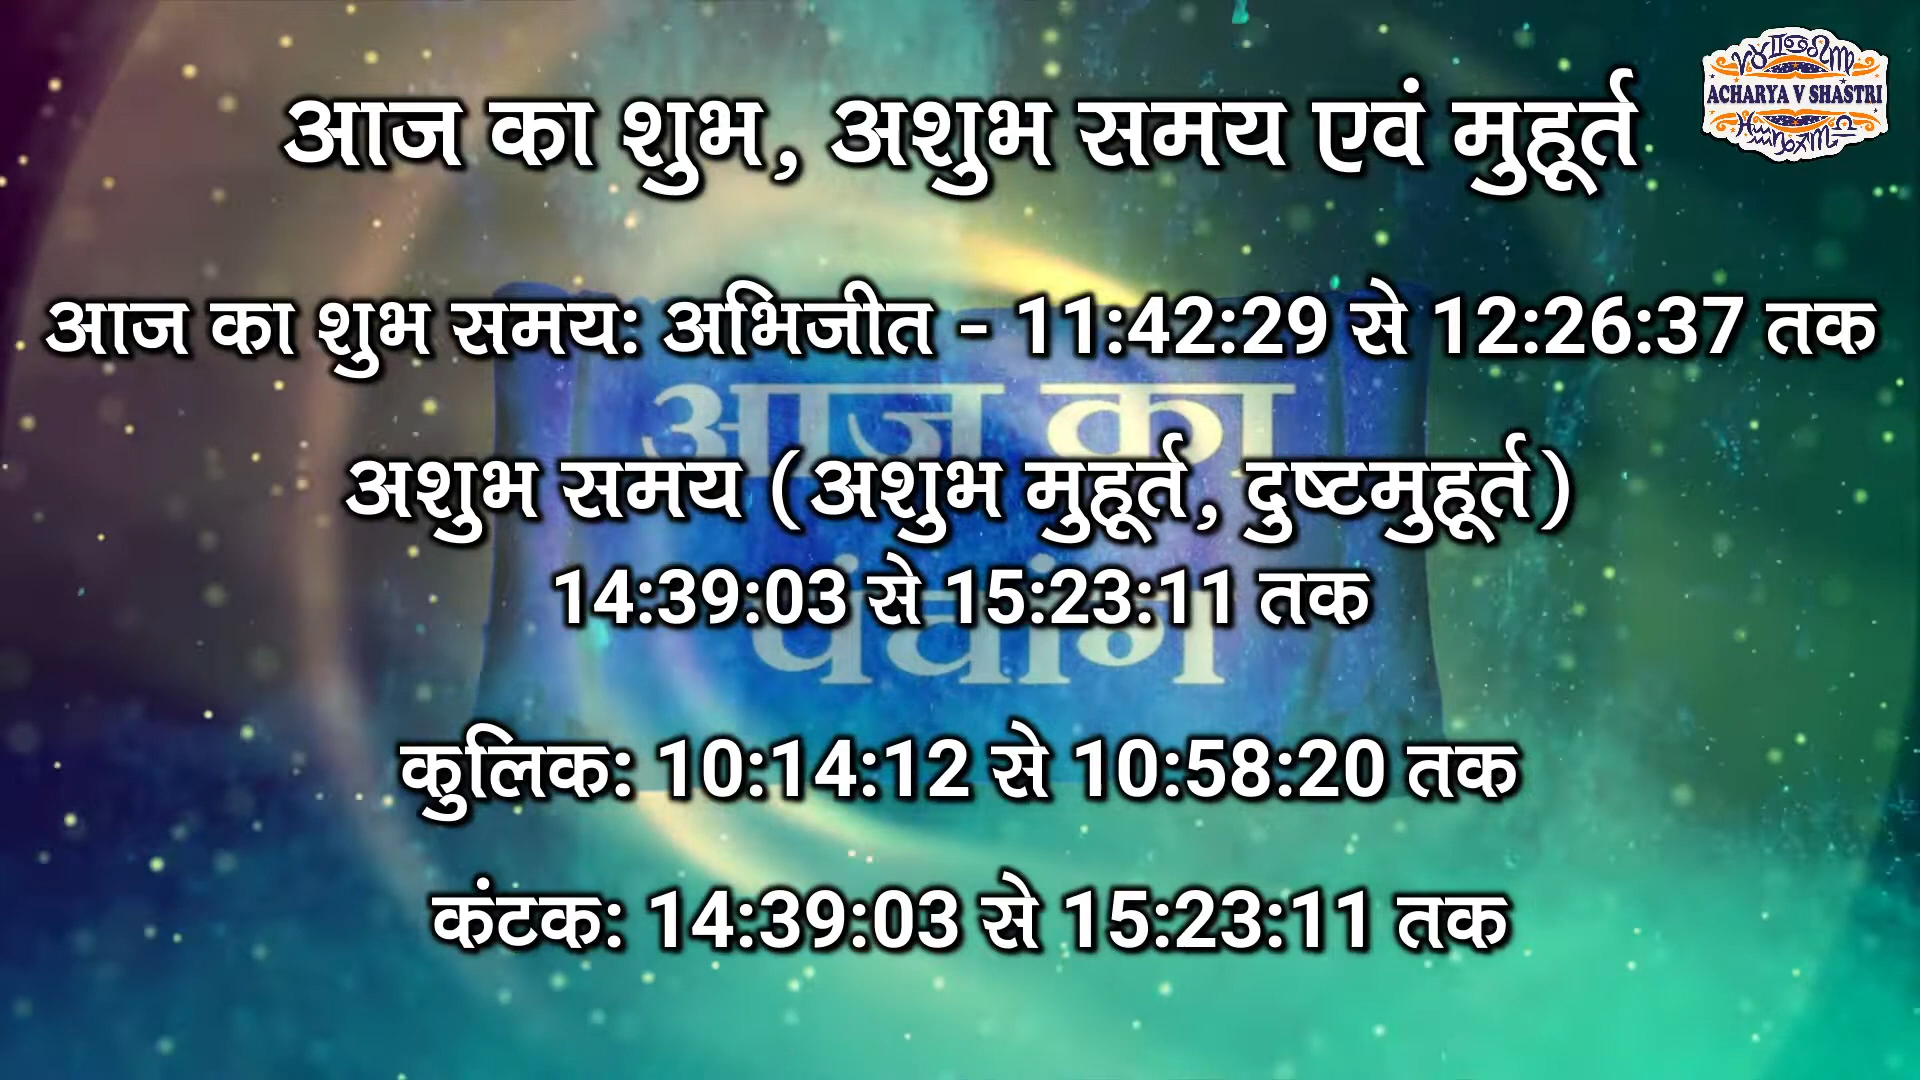 ACHARYA V SHASTRI
आज का शुभ, अशुभ समय एवं मुहूर्त
आज का शुभ समय: अभिजीत - 11:42:29 से 12:26:37 तक
आज का
अशुभ समय (अशुभ मुहूर्त, दुष्टमुहूर्त)
14:39:03 से 15:23:11 तक
पंचांग
कुलिक: 10:14:12 से 10:58:20 तक
कंटक: 14:39:03 से 15:23:11 तक